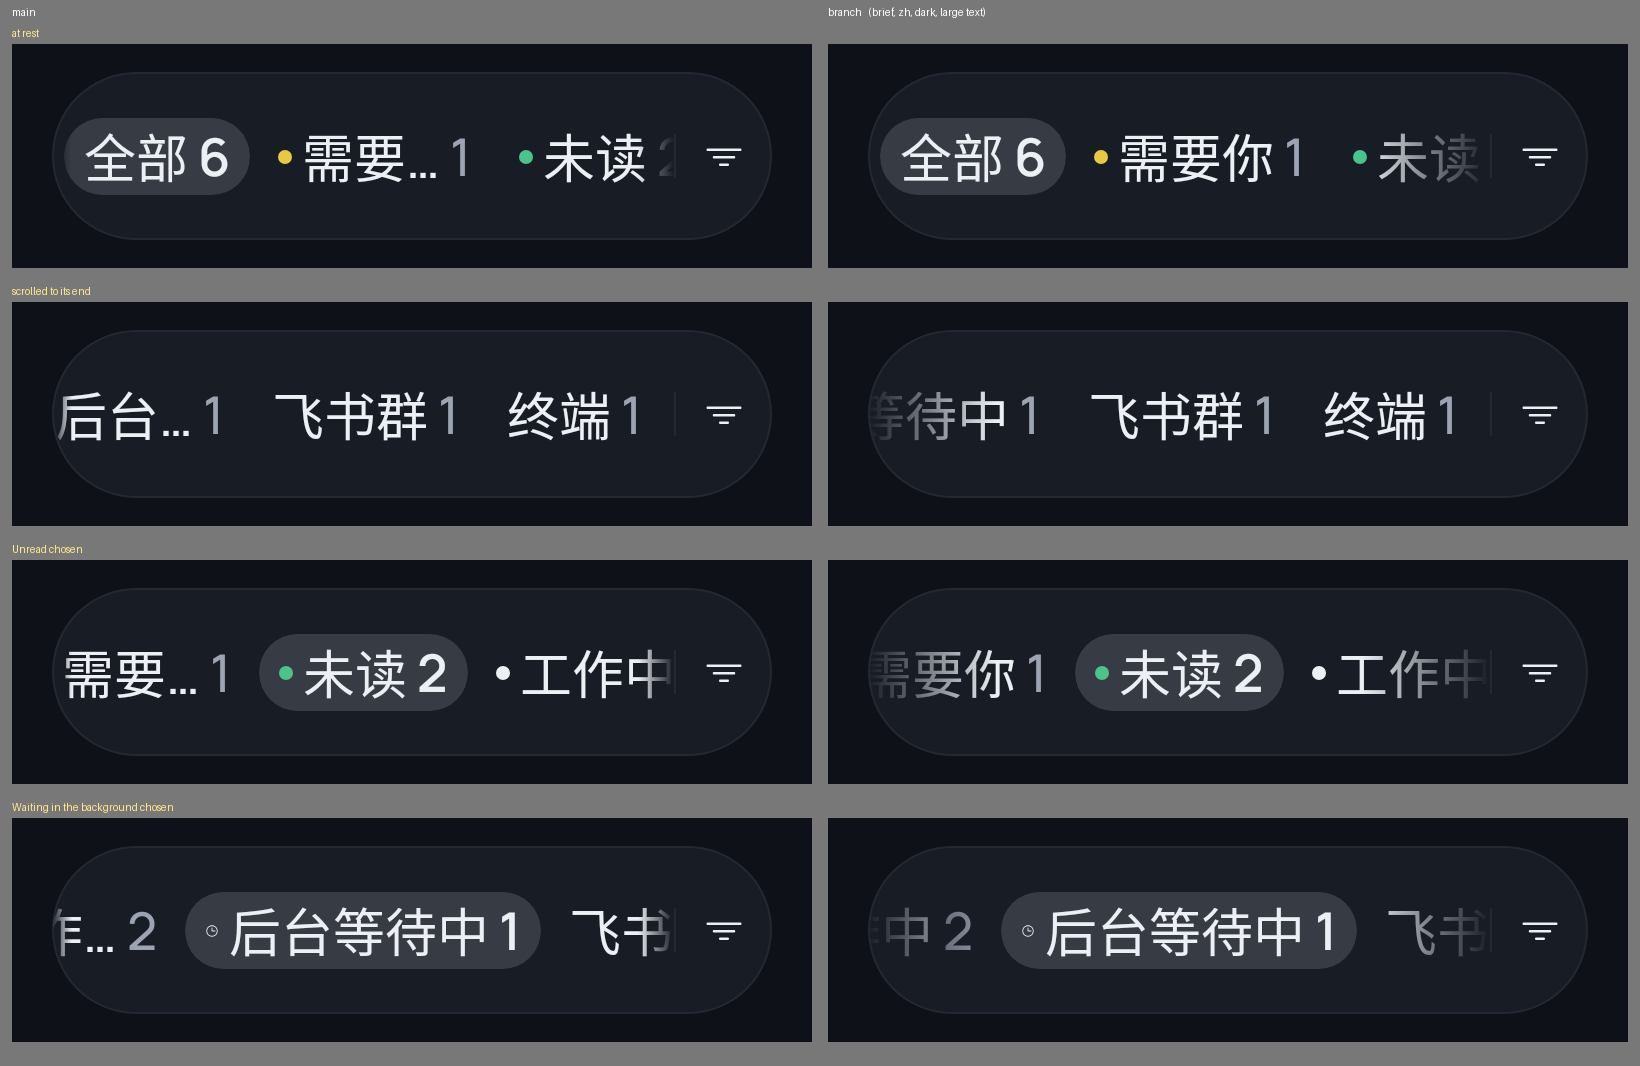 main
branch (brief, zh, dark, large text)
at rest
全部 6 需要... 1 未读 2
全部 6 需要你 1 未读
scrolled to its end
后台... 1 飞书群 1 终端 1
等待中 1 飞书群 1 终端 1
Unread chosen
需要... 1 未读 2 工作中
需要你 1 未读 2 工作中
Waiting in the background chosen
作... 2 后台等待中 1 飞书
中 2 后台等待中 1 飞书